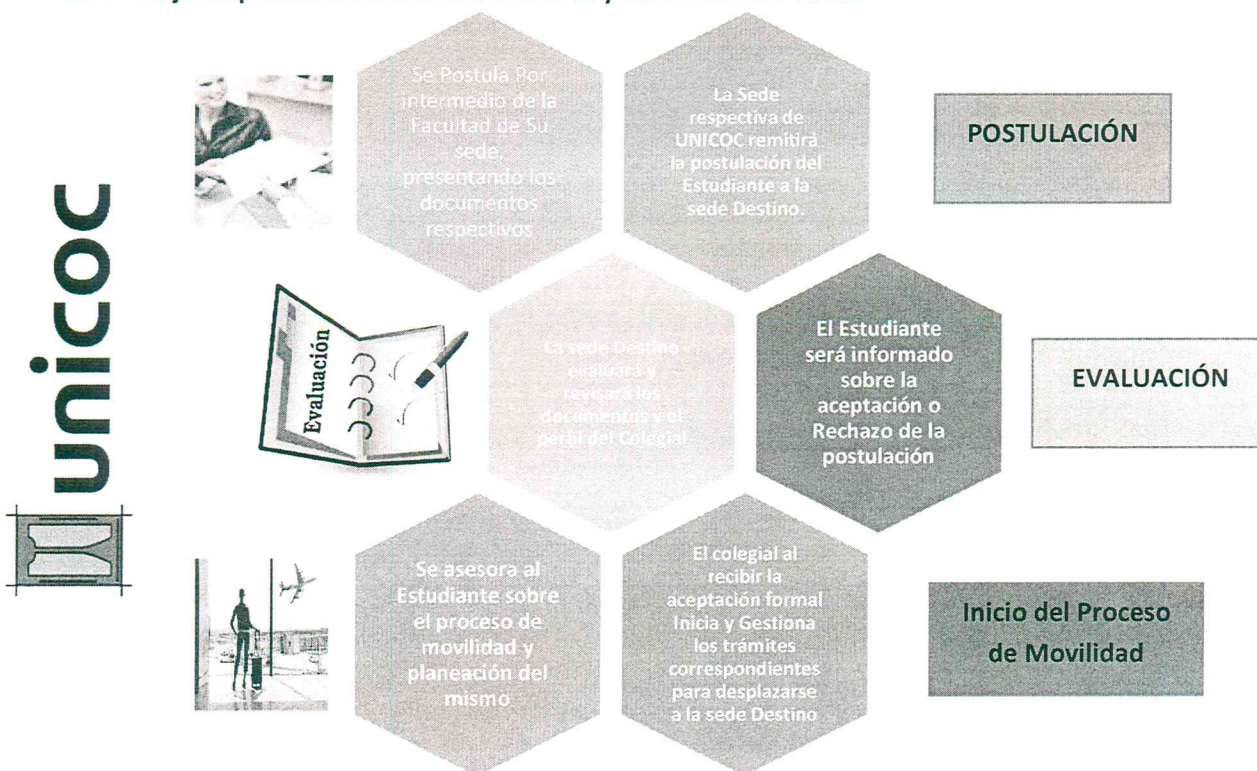 Se Postula Por
intermedio de la
Facultad de Su
sede,
presentando los
documentos
respectivos
La Sede
respectiva de
UNICOC remitirá
la postulación del
Estudiante a la
sede Destino.
POSTULACIÓN
unicoc
Evaluación
La sede Destino
evaluará y
revisará los
documentos y el
perfil del Colegial
El Estudiante
será informado
sobre la
aceptación o
Rechazo de la
postulación
EVALUACIÓN
Se asesora al
Estudiante sobre
el proceso de
movilidad y
planeación del
mismo
El colegial al
recibir la
aceptación formal
Inicia y Gestiona
los trámites
correspondientes
para desplazarse
a la sede Destino
Inicio del Proceso
de Movilidad